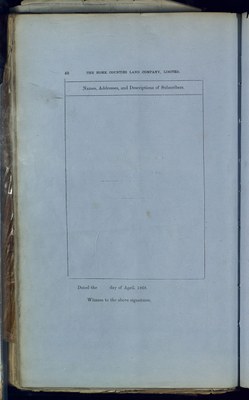 46 THE HOME COUNTIES LAND COMPANY, LIMITED.
Names, Addresses, and Descriptions of Subscribers.
Dated the day of April, 1868.
Witness to the above signatures,